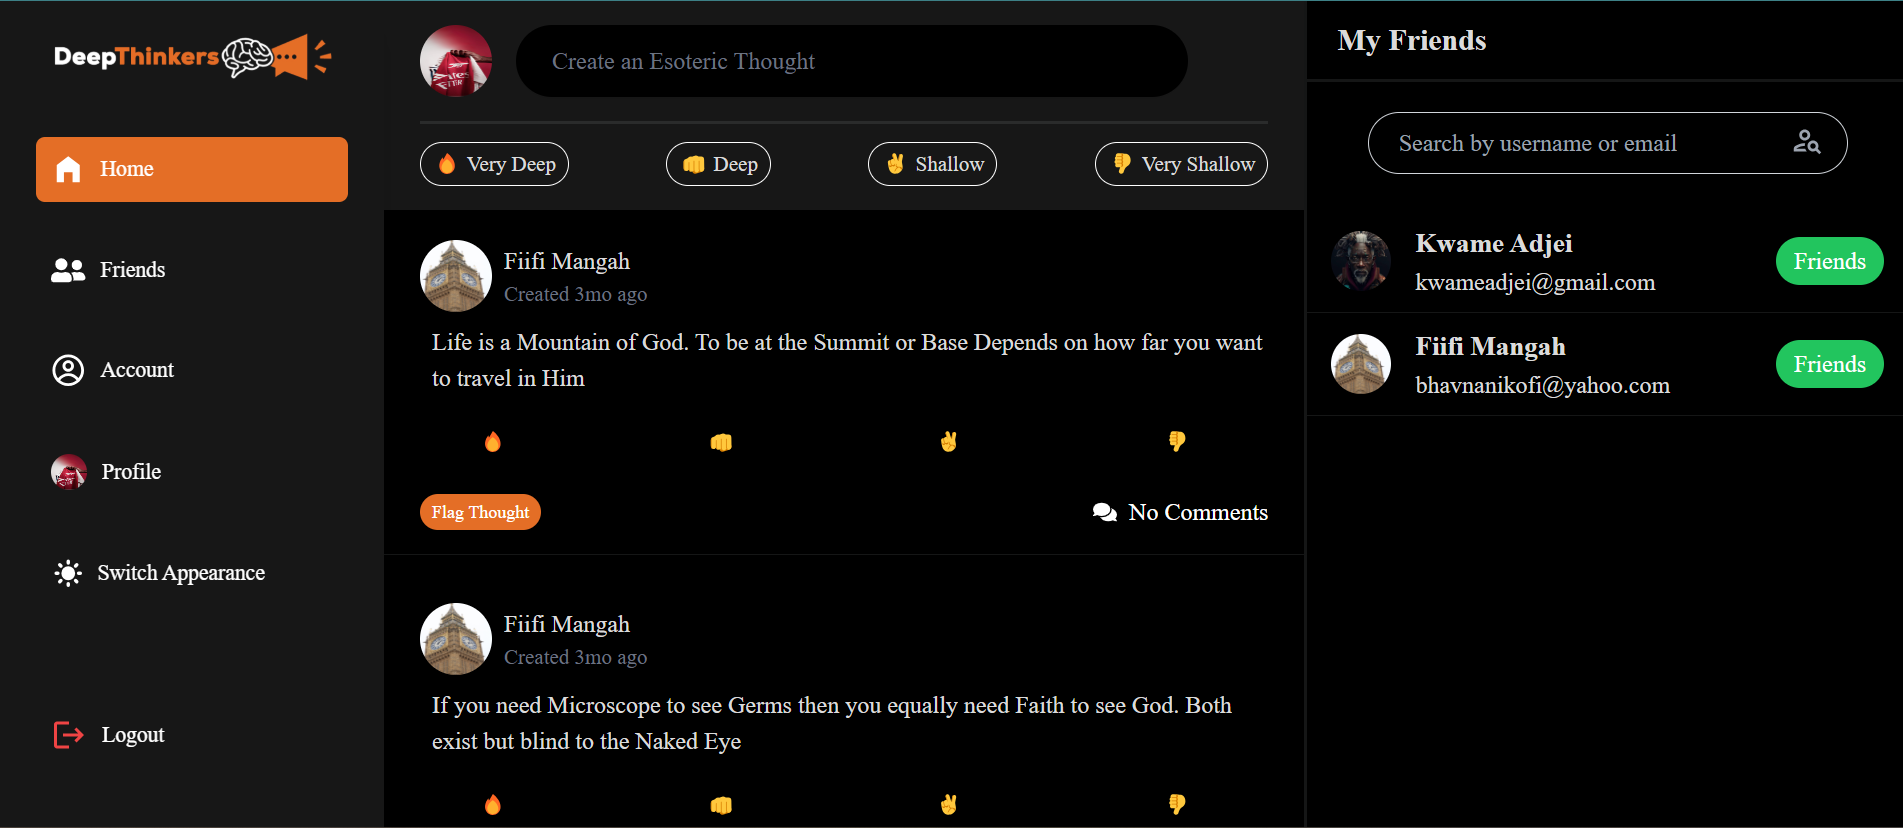 DeepThinkers
Home
Friends
Account
Profile
Switch Appearance
Logout
Create an Esoteric Thought
Very Deep
Deep
Shallow
Very Shallow
Fiifi Mangah
Created 3mo ago
Life is a Mountain of God. To be at the Summit or Base Depends on how far you want
to travel in Him
Flag Thought
No Comments
Fiifi Mangah
Created 3mo ago
If you need Microscope to see Germs then you equally need Faith to see God. Both
exist but blind to the Naked Eye
My Friends
Search by username or email
Kwame Adjei
kwameadjei@gmail.com
Friends
Fiifi Mangah
bhavnanikofi@yahoo.com
Friends